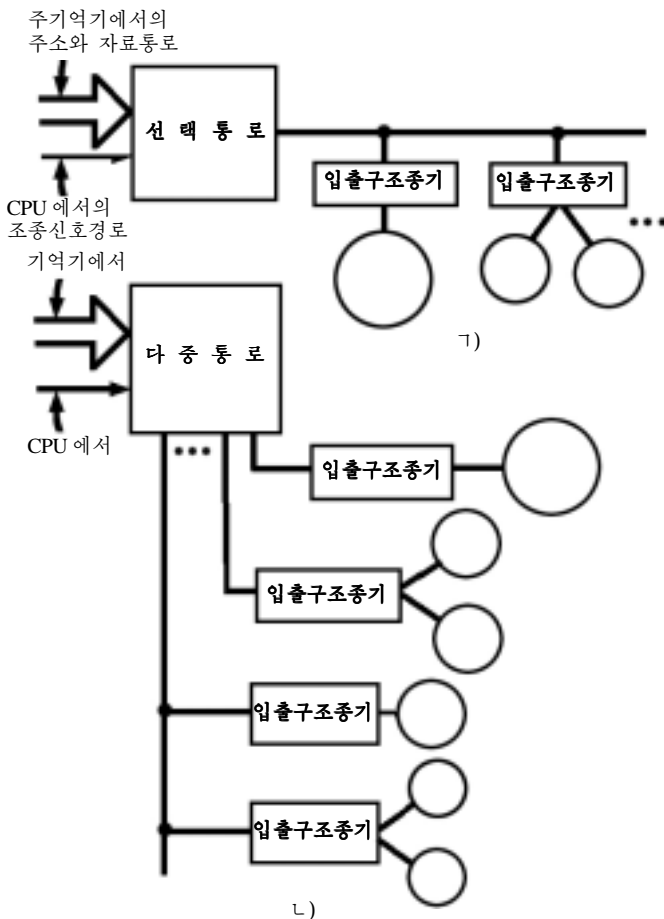 주기억기에서의
주소와 자료통로
선 택 통 로
입출구조종기
입출구조종기
CPU 에서의
조종신호경로
ㄱ)
기억기에서
다 중 통 로
CPU 에서
입출구조종기
입출구조종기
입출구조종기
입출구조종기
ㄴ)